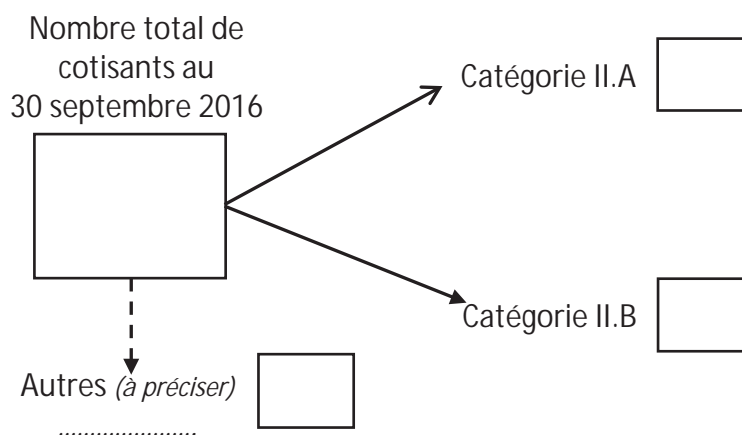 Nombre total de
cotisants au
30 septembre 2016
Catégorie II.A
Catégorie II.B
Autres (à préciser)
......................